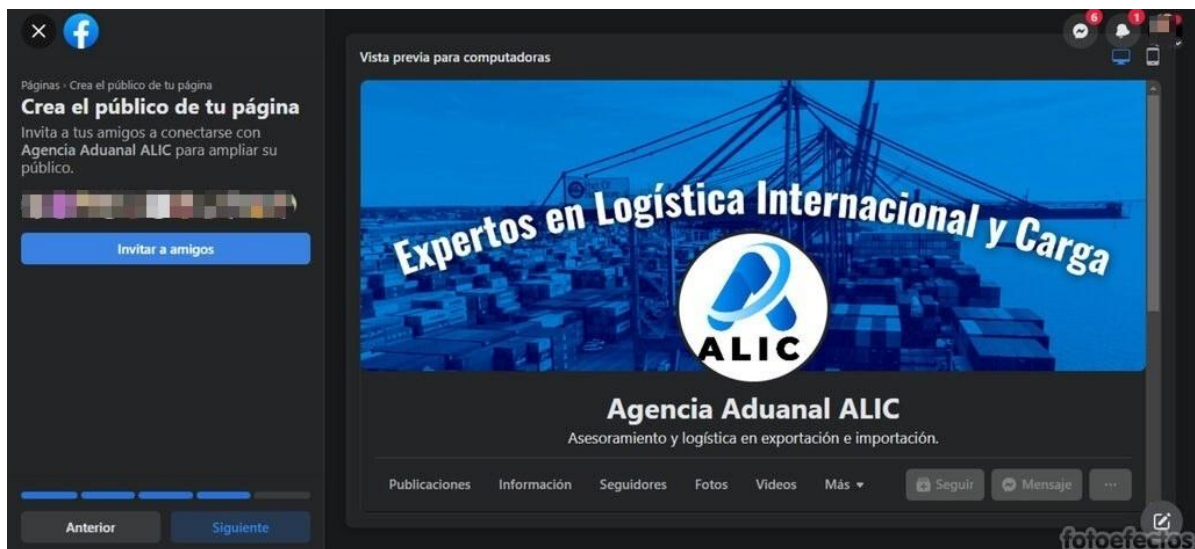 6
1
Páginas · Crea el público de tu página
Crea el público de tu página
Invita a tus amigos a conectarse con
Agencia Aduanal ALIC para ampliar su
público.
Invitar a amigos
Anterior
Siguiente
Vista previa para computadoras
Expertos en Logística Internacional y Carga
ALIC
Agencia Aduanal ALIC
Asesoramiento y logística en exportación e importación.
Publicaciones Información Seguidores Fotos Videos Más Seguir Mensaje ...
fotoefectos